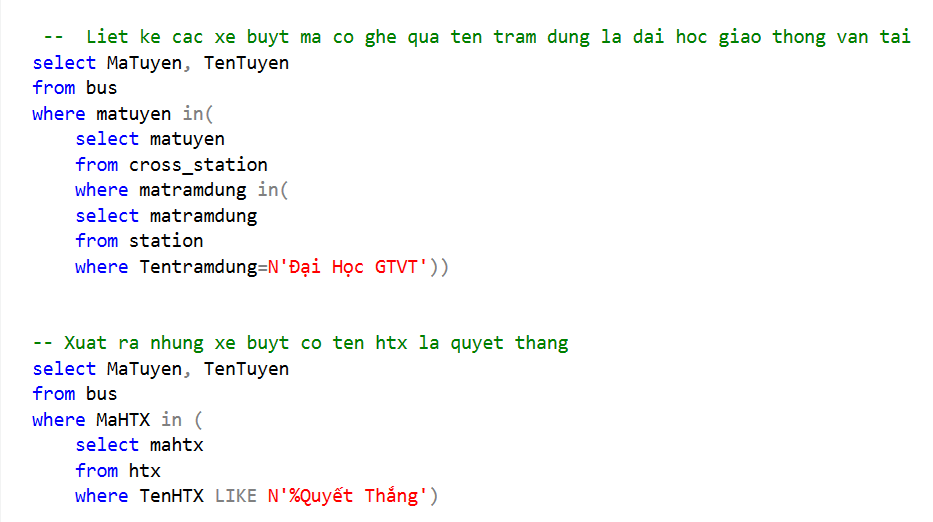 --  Liet ke cac xe buyt ma co ghe qua ten tram dung la dai hoc giao thong van tai
select MaTuyen, TenTuyen
from bus
where matuyen in(
select matuyen
from cross_station
where matramdung in(
select matramdung
from station
where Tentramdung=N'Đại Học GTVT'))
-- Xuat ra nhung xe buyt co ten htx la quyet thang
select MaTuyen, TenTuyen
from bus
where MaHTX in (
select mahtx
from htx
where TenHTX LIKE N'%Quyết Thắng')